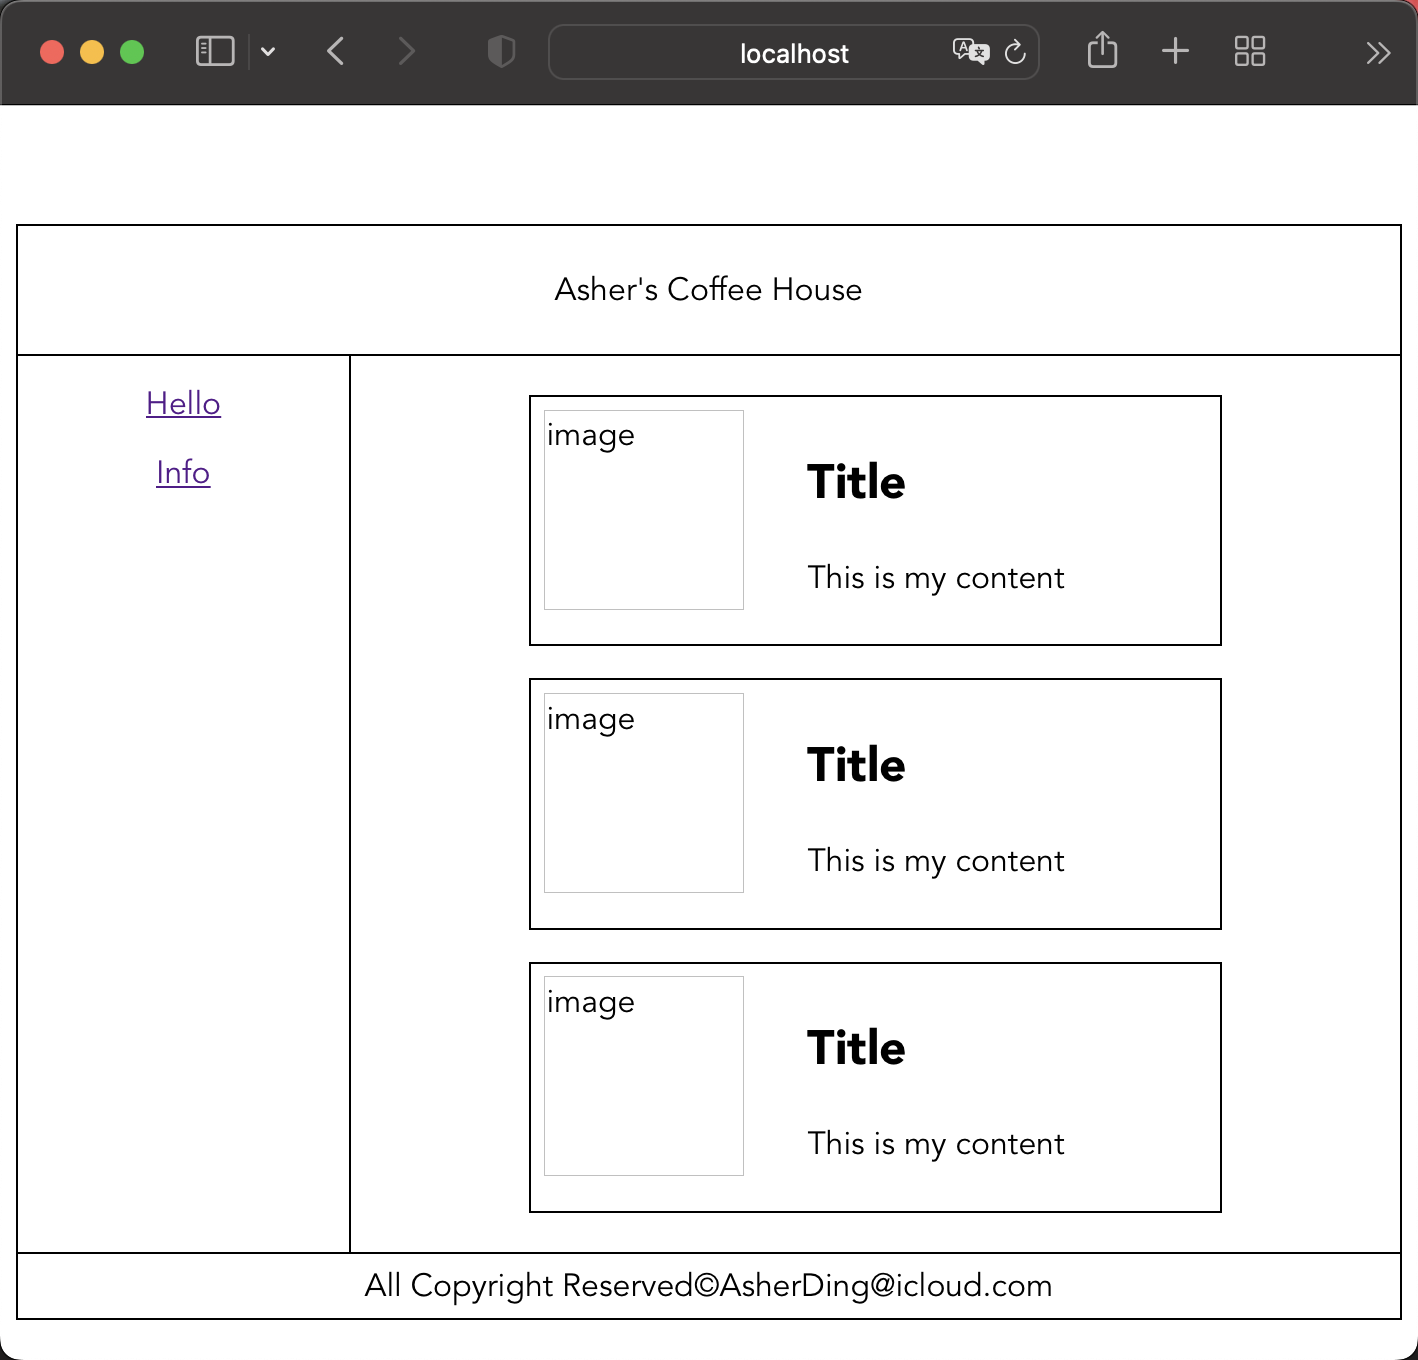 localhost
Asher's Coffee House
Hello
Info
image
Title
This is my content
image
Title
This is my content
image
Title
This is my content
All Copyright Reserved©AsherDing@icloud.com